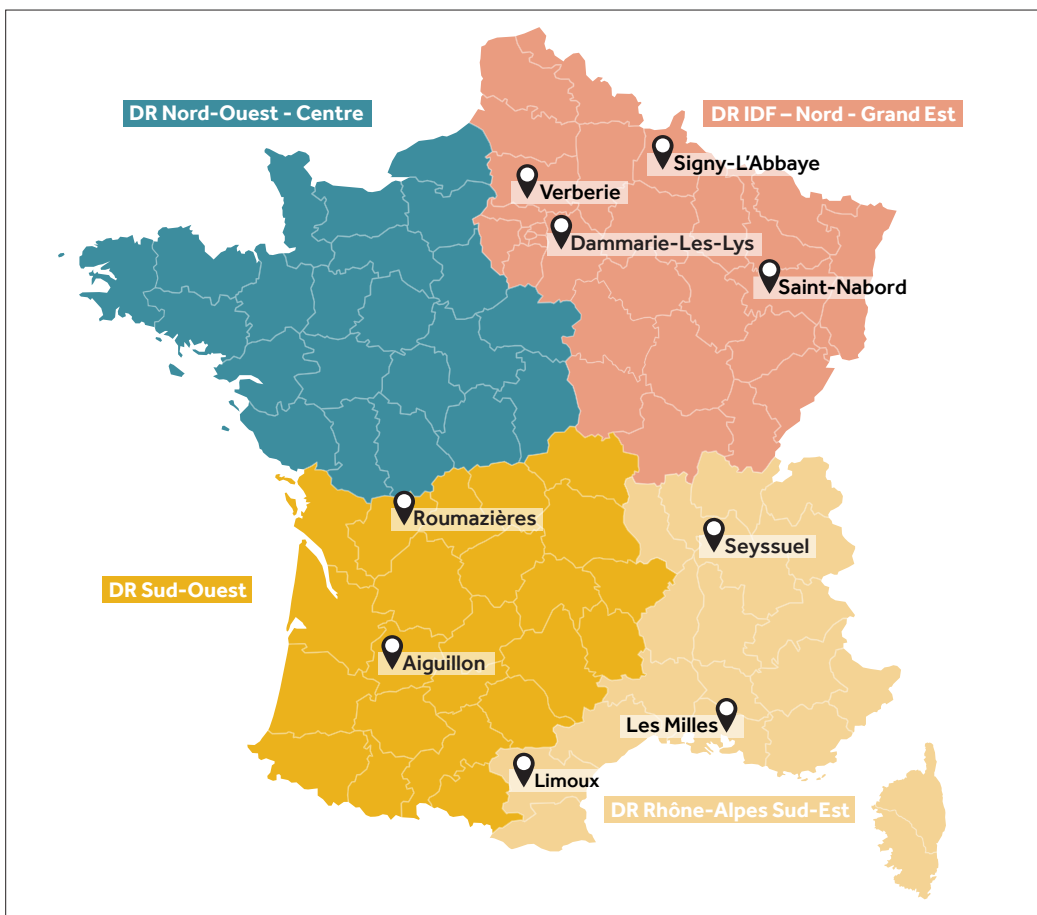 DR Nord-Ouest - Centre
DR IDF – Nord - Grand Est
Signy-L'Abbaye
Verberie
Dammarie-Les-Lys
Saint-Nabord
Roumazières
Seyssuel
DR Sud-Ouest
Aiguillon
Les Milles
Limoux
DR Rhône-Alpes Sud-Est